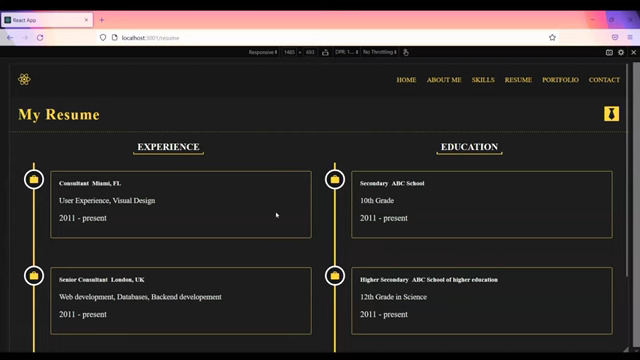 React App
localhost:3001/resume
Responsive 1485 × 693 DPR: 1... No Throttling
HOME ABOUT ME SKILLS RESUME PORTFOLIO CONTACT
My Resume
EXPERIENCE
Consultant Miami, FL
User Experience, Visual Design
2011 - present
Senior Consultant London, UK
Web development, Databases, Backend developement
2011 - present
EDUCATION
Secondary ABC School
10th Grade
2011 - present
Higher Secondary ABC School of higher education
12th Grade in Science
2011 - present